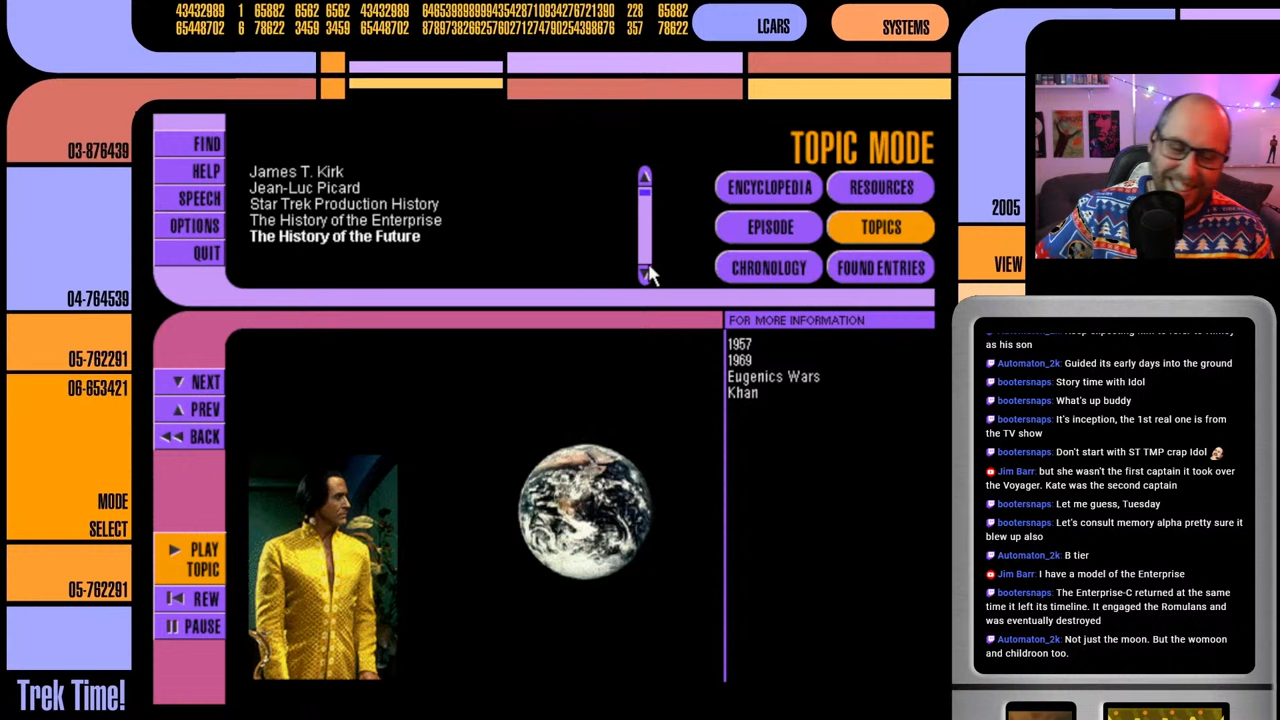 43432989 1 65882 6562 6562 43432989 64653989899435428710934276721390 228 65882
65448702 6 78622 3459 3459 65448702 878973826625760271274790254398676 357 78622
LCARS
SYSTEMS
03-876439
04-764539
05-762291
06-653421
MODE
SELECT
05-762291
Trek Time!
FIND
HELP
SPEECH
OPTIONS
QUIT
James T. Kirk
Jean-Luc Picard
Star Trek Production History
The History of the Enterprise
The History of the Future
TOPIC MODE
ENCYCLOPEDIA
RESOURCES
EPISODE
TOPICS
CHRONOLOGY
FOUND ENTRIES
NEXT
PREV
BACK
PLAY
TOPIC
REW
PAUSE
FOR MORE INFORMATION
1957
1969
Eugenics Wars
Khan
2005
VIEW
as his son
Automaton_2k: Guided its early days into the ground
bootersnaps: Story time with Idol
bootersnaps: What's up buddy
bootersnaps: It's inception, the 1st real one is from
the TV show
bootersnaps: Don't start with ST TMP crap Idol
Jim Barr: but she wasn't the first captain it took over
the Voyager. Kate was the second captain
bootersnaps: Let me guess, Tuesday
bootersnaps: Let's consult memory alpha pretty sure it
blew up also
Automaton_2k: B tier
Jim Barr: I have a model of the Enterprise
bootersnaps: The Enterprise-C returned at the same
time it left its timeline. It engaged the Romulans and
was eventually destroyed
Automaton_2k: Not just the moon. But the womoon
and childroon too.